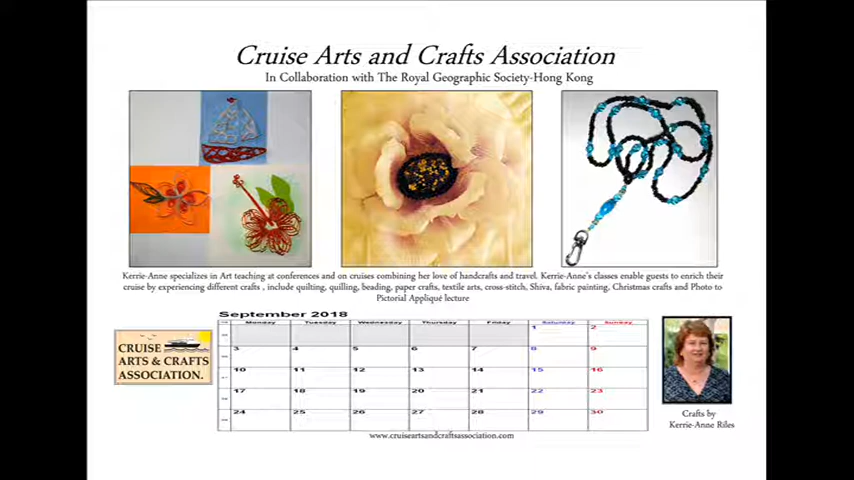 Cruise Arts and Crafts Association
In Collaboration with The Royal Geographic Society-Hong Kong
Kerrie-Anne specializes in Art teaching at conferences and on cruises combining her love of handcrafts and travel. Kerrie-Anne's classes enable guests to enrich their
cruise by experiencing different crafts , include quilting, quilling, beading, paper crafts, textile arts, cross-stitch, Shiva, fabric painting, Christmas crafts and Photo to
Pictorial Appliqué lecture
September 2018
Monday Tuesday Wednesday Thursday Friday Saturday Sunday
1 2
3 4 5 6 7 8 9
10 11 12 13 14 15 16
17 18 19 20 21 22 23
24 25 26 27 28 29 30
CRUISE
ARTS & CRAFTS
ASSOCIATION.
Crafts by
Kerrie-Anne Riles
www.cruiseartsandcraftsassociation.com